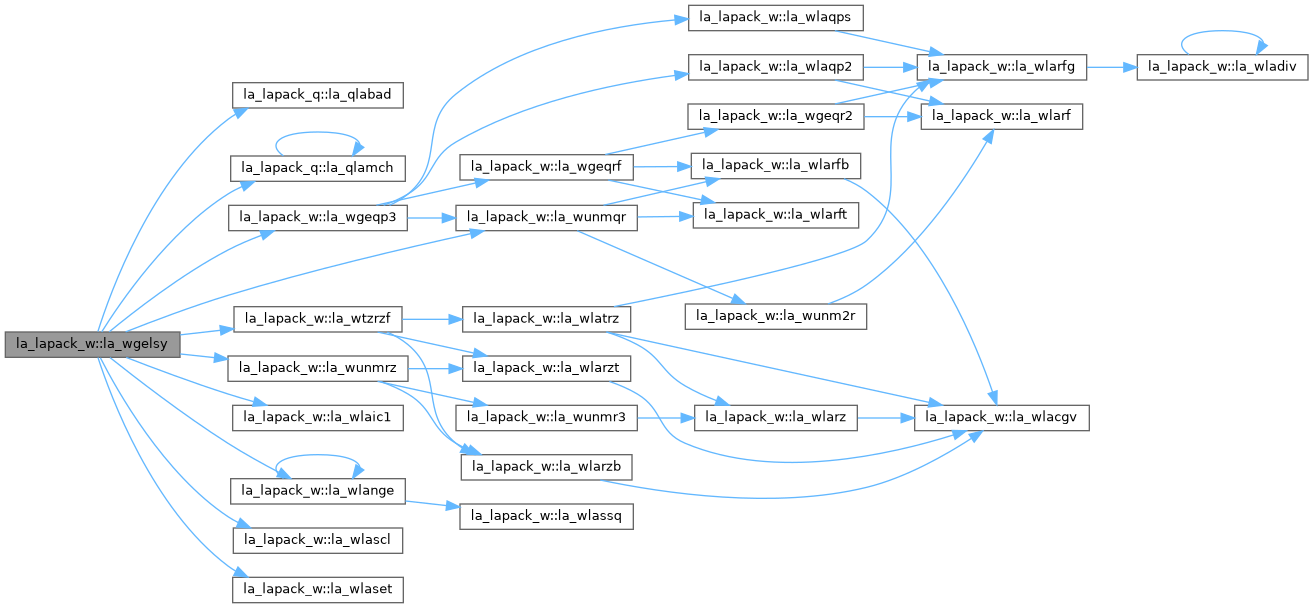 la_lapack_w::la_wgelsy
la_lapack_q::la_qlabad
la_lapack_q::la_qlamch
la_lapack_w::la_wgeqp3
la_lapack_w::la_wtzrzf
la_lapack_w::la_wunmrz
la_lapack_w::la_wlaic1
la_lapack_w::la_wlange
la_lapack_w::la_wlascl
la_lapack_w::la_wlaset
la_lapack_w::la_wgeqrf
la_lapack_w::la_wunmqr
la_lapack_w::la_wlatrz
la_lapack_w::la_wlarzt
la_lapack_w::la_wunmr3
la_lapack_w::la_wlarzb
la_lapack_w::la_wlassq
la_lapack_w::la_wlaqps
la_lapack_w::la_wlaqp2
la_lapack_w::la_wgeqr2
la_lapack_w::la_wlarfb
la_lapack_w::la_wlarft
la_lapack_w::la_wunm2r
la_lapack_w::la_wlarz
la_lapack_w::la_wlarfg
la_lapack_w::la_wlarf
la_lapack_w::la_wlacgv
la_lapack_w::la_wladiv